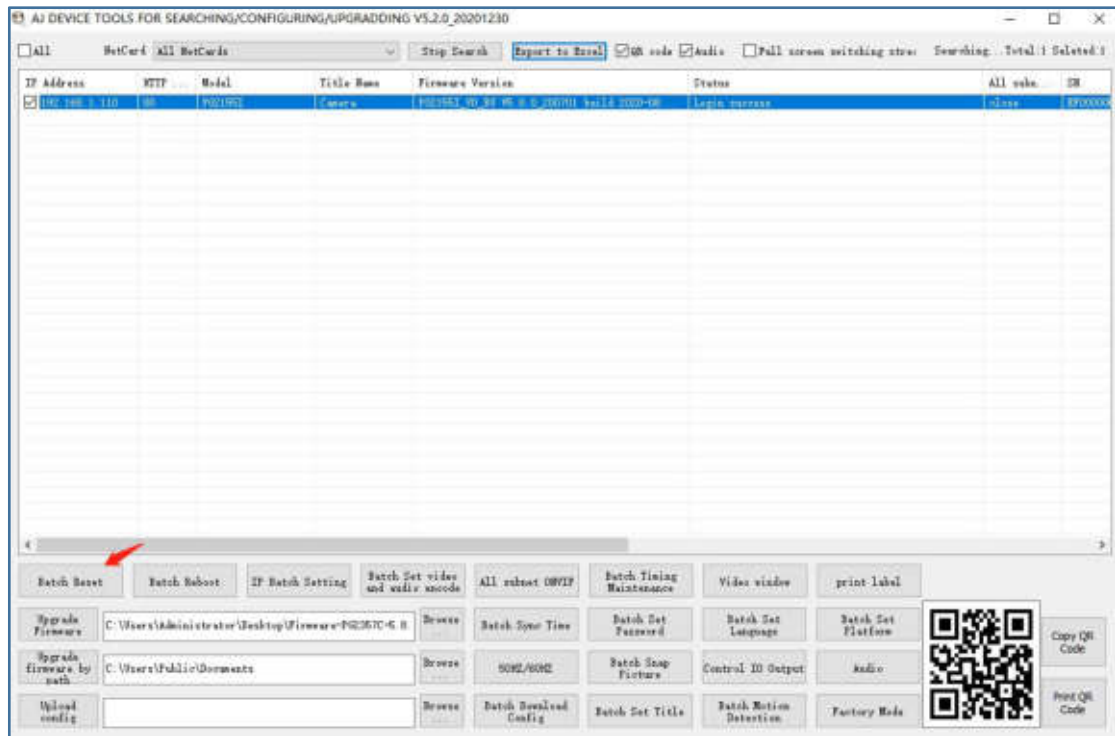 AJ DEVICE TOOLS FOR SEARCHING/CONFIGURING/UPGRADDING V5.2.0_20201230
All NetCard All NetCards Stop Search Export to Excel QR code Audio Full screen switching strea Searching Total:1 Seleted:1
IP Address HTTP ... Model Title Name Firmware Version Status All subn... SN
192.168.1.110 80 Camera Login success close
Batch Reset Batch Reboot IP Batch Setting Batch Set video and audio encode All subnet ONVIF Batch Timing Maintenance Video window print label
Upgrade Firmware Browse ... Batch Sync Time Batch Set Password Batch Set Language Batch Set Platform
Upgrade firmware by path C:\Users\Public\Documents Browse ... 50HZ/60HZ Batch Snap Picture Control IO Output Audio
Upload config Browse ... Batch Download Config Batch Set Title Batch Motion Detection Factory Mode
Copy QR Code
Print QR Code